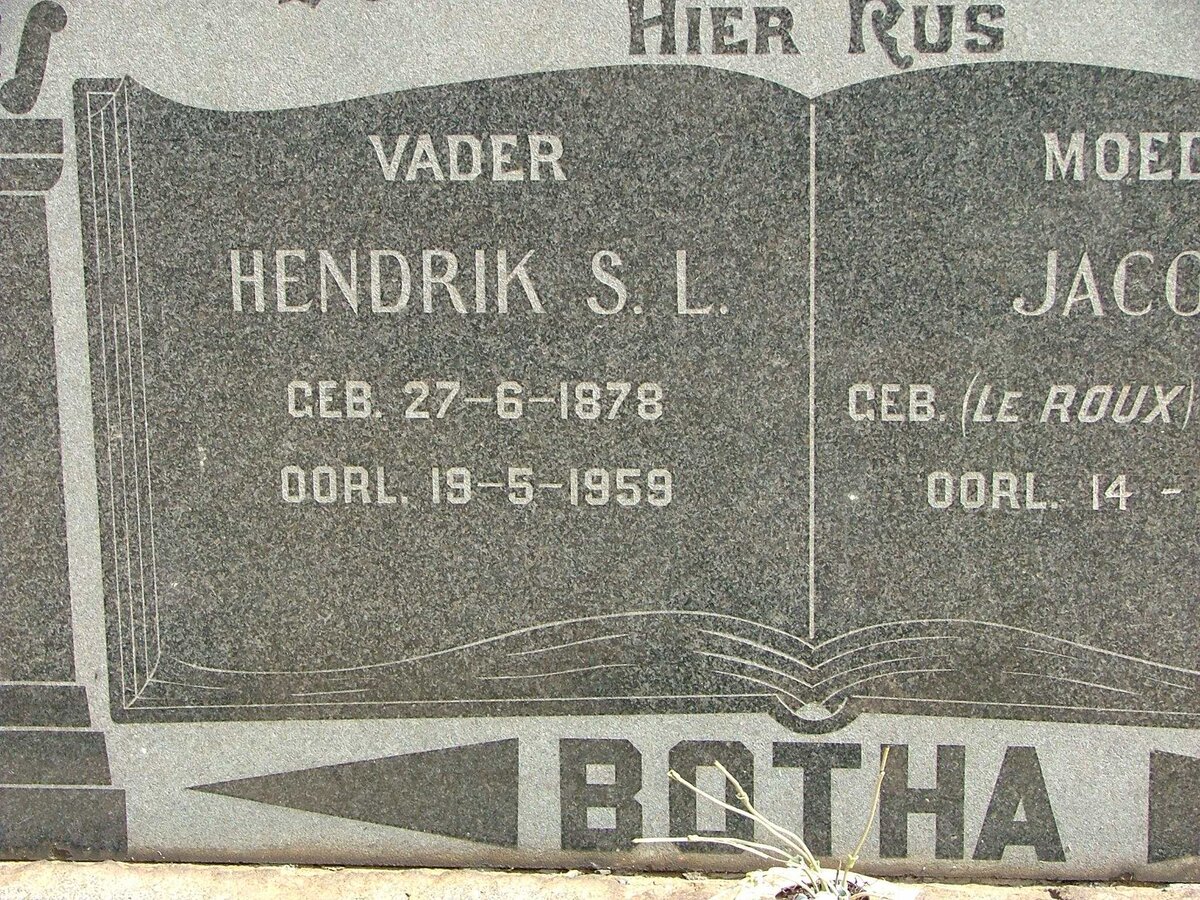 HIER RUS
VADER
HENDRIK S. L.
GEB. 27-6-1878
OORL. 19-5-1959
MOED
JACO
GEB. (LE ROUX)
OORL. 14 -
BOTHA